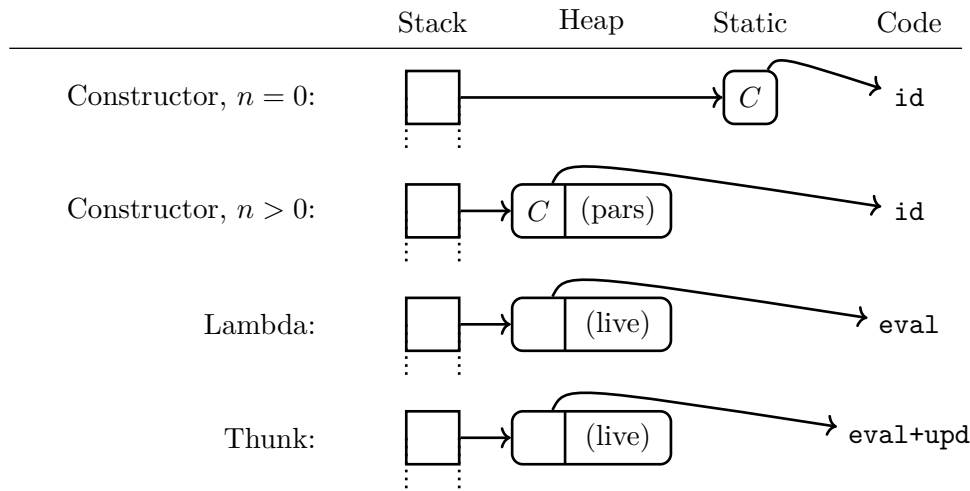 Stack Heap Static Code
Constructor, n = 0: C id
Constructor, n > 0: C (pars) id
Lambda: (live) eval
Thunk: (live) eval+upd